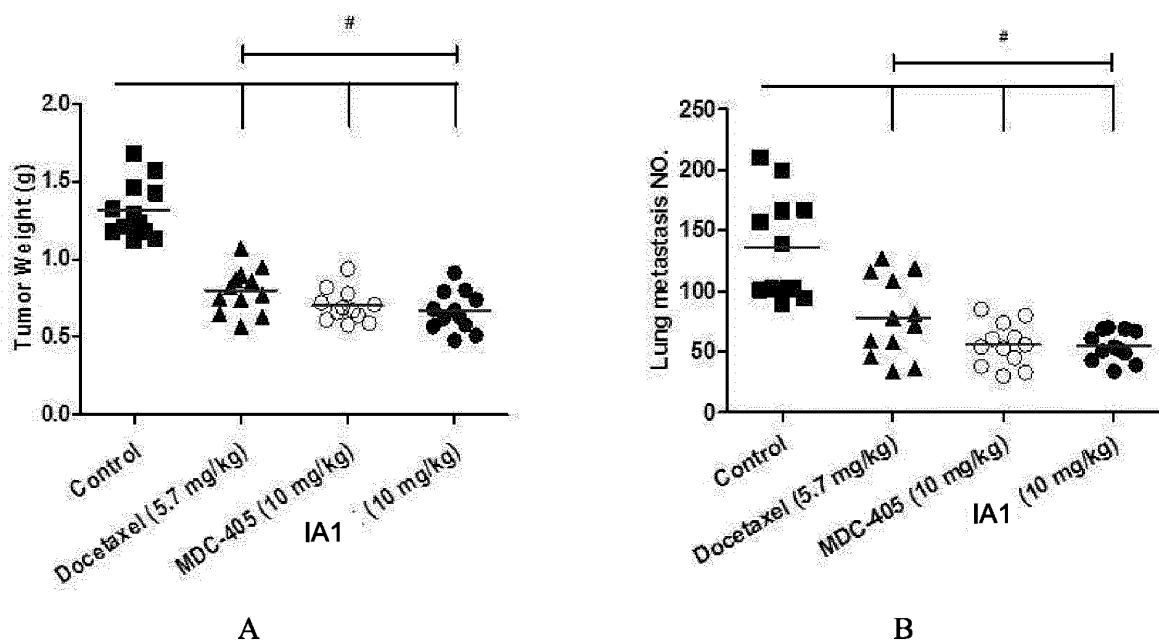 #
2.0
1.5
1.0
0.5
0.0
Tumor Weight (g)
Control
Docetaxel (5.7 mg/kg)
MDC-405 (10 mg/kg)
IA1 (10 mg/kg)
A
#
250
200
150
100
50
0
Lung metastasis NO.
Control
Docetaxel (5.7 mg/kg)
MDC-405 (10 mg/kg)
IA1 (10 mg/kg)
B